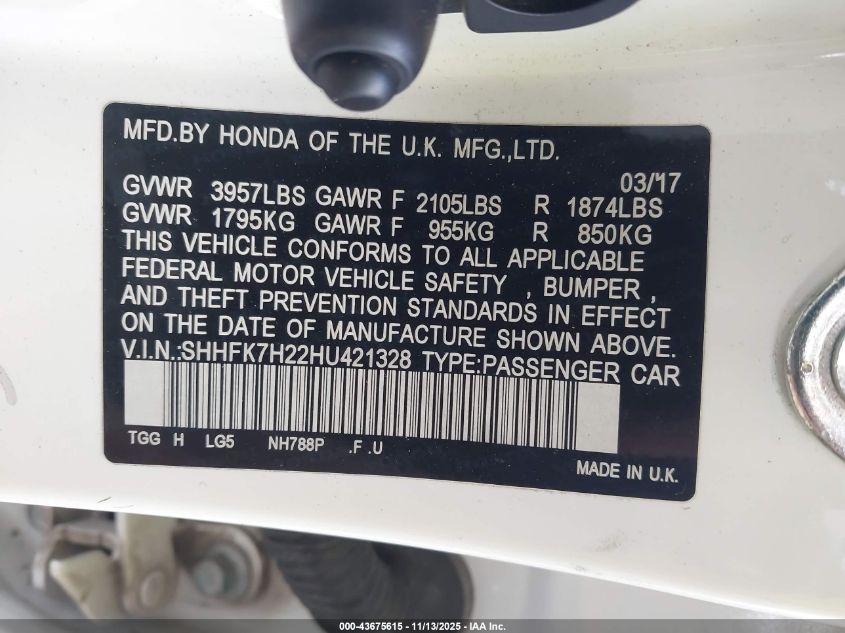 MFD.BY HONDA OF THE U.K. MFG.,LTD.
03/'17
GVWR 3957LBS GAWR F 2105LBS R 1874LBS
GVWR 1795KG GAWR F 955KG R 850KG
THIS VEHICLE CONFORMS TO ALL APPLICABLE
FEDERAL MOTOR VEHICLE SAFETY , BUMPER ,
AND THEFT PREVENTION STANDARDS IN EFFECT
ON THE DATE OF MANUFACTURE SHOWN ABOVE.
V.I.N.:SHHFK7H22HU421328 TYPE:PASSENGER CAR
TGG H LG5 NH788P .F .U
MADE IN U.K.
000-43675615 - 11/13/2025 - IAA Inc.